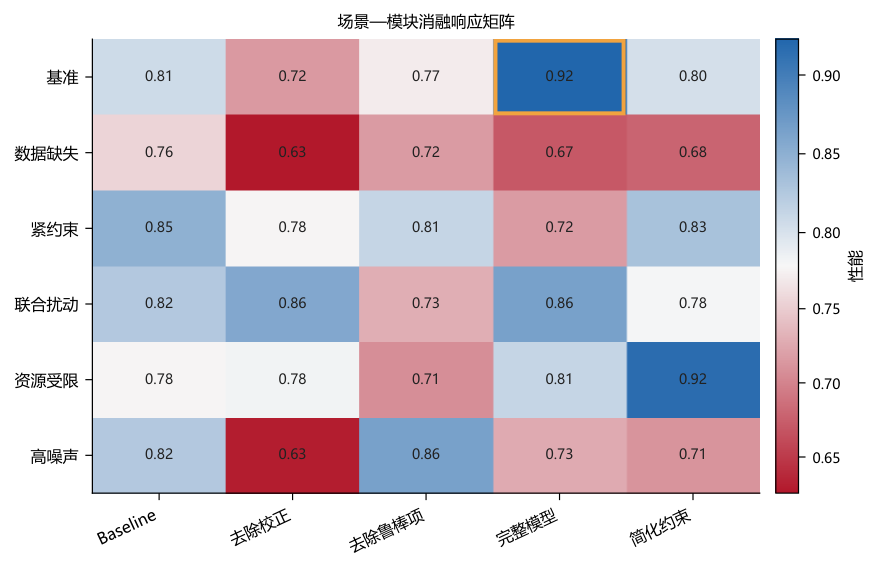 场景—模块消融响应矩阵
基准 0.81 0.72 0.77 0.92 0.80
数据缺失 0.76 0.63 0.72 0.67 0.68
紧约束 0.85 0.78 0.81 0.72 0.83
联合扰动 0.82 0.86 0.73 0.86 0.78
资源受限 0.78 0.78 0.71 0.81 0.92
高噪声 0.82 0.63 0.86 0.73 0.71
Baseline 去除校正 去除鲁棒项 完整模型 简化约束
0.90
0.85
0.80
0.75
0.70
0.65
性能